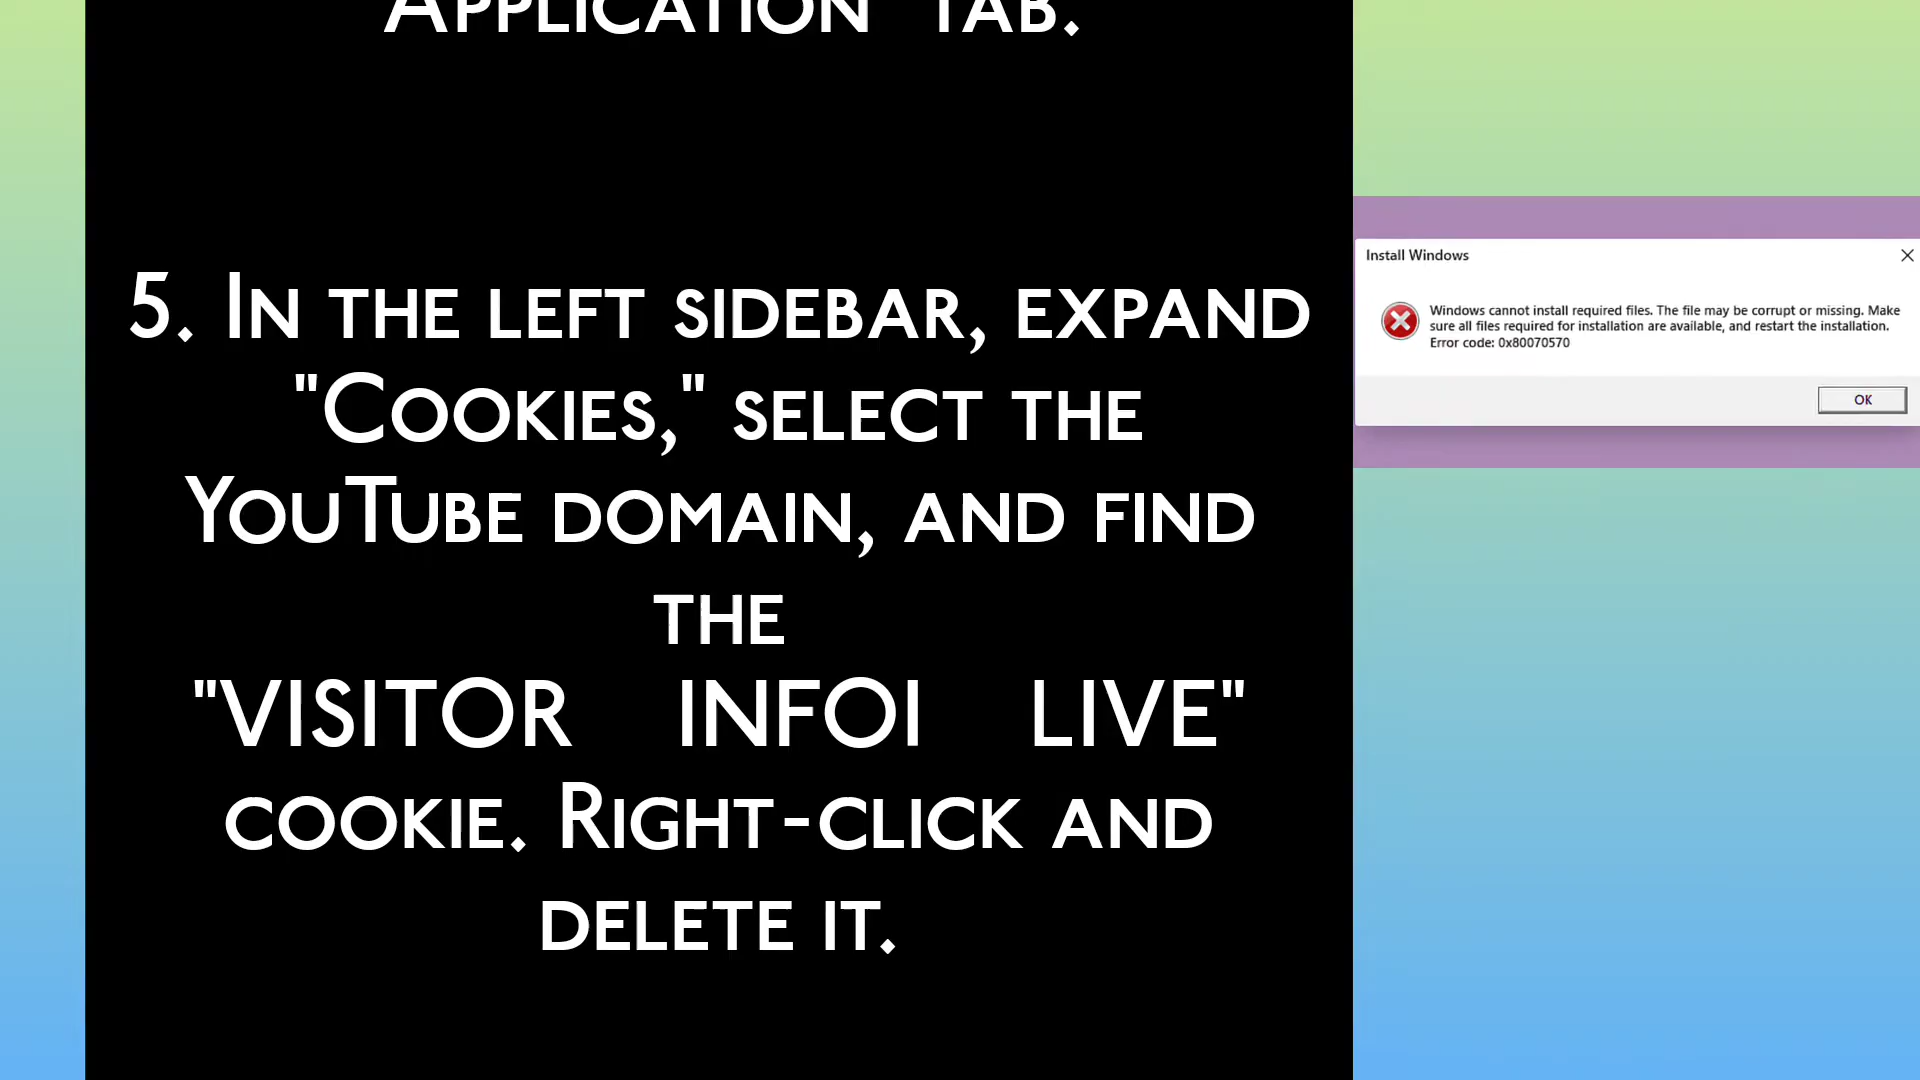 Application tab.
5. In the left sidebar, expand
"Cookies," select the
YouTube domain, and find
the
"VISITOR INFOI LIVE"
cookie. Right-click and
delete it.
Install Windows
Windows cannot install required files. The file may be corrupt or missing. Make
sure all files required for installation are available, and restart the installation.
Error code: 0x80070570
OK